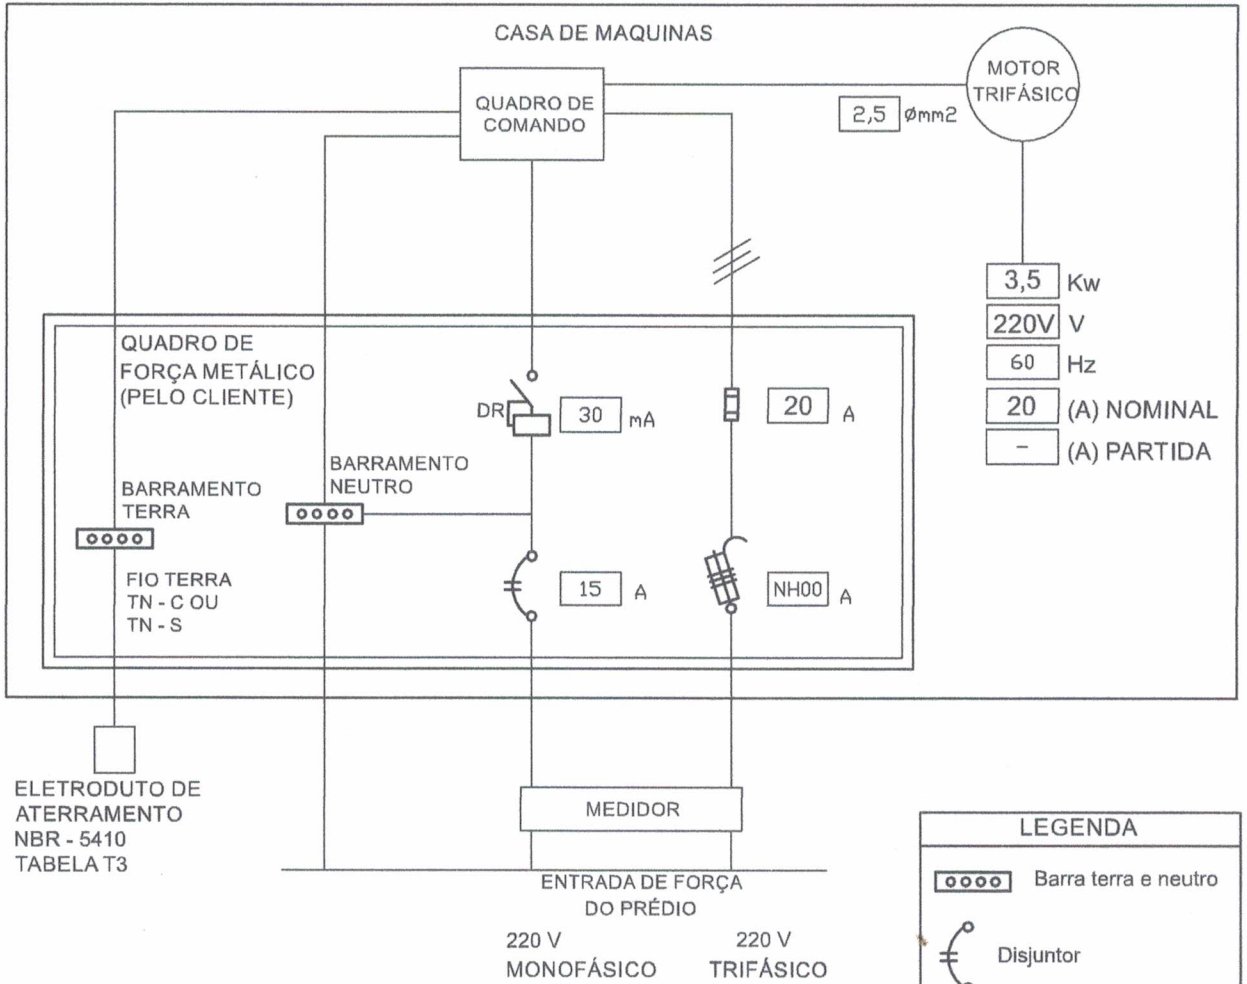 CASA DE MAQUINAS
QUADRO DE
COMANDO
MOTOR
TRIFÁSICO
2,5 Ømm2
3,5 Kw
220V V
60 Hz
20 (A) NOMINAL
- (A) PARTIDA
QUADRO DE
FORÇA METÁLICO
(PELO CLIENTE)
DR 30 mA
20 A
BARRAMENTO
NEUTRO
BARRAMENTO
TERRA
FIO TERRA
TN - C OU
TN - S
15 A
NH00 A
ELETRODUTO DE
ATERRAMENTO
NBR - 5410
TABELA T3
MEDIDOR
ENTRADA DE FORÇA
DO PRÉDIO
220 V
MONOFÁSICO
220 V
TRIFÁSICO
LEGENDA
Barra terra e neutro
Disjuntor